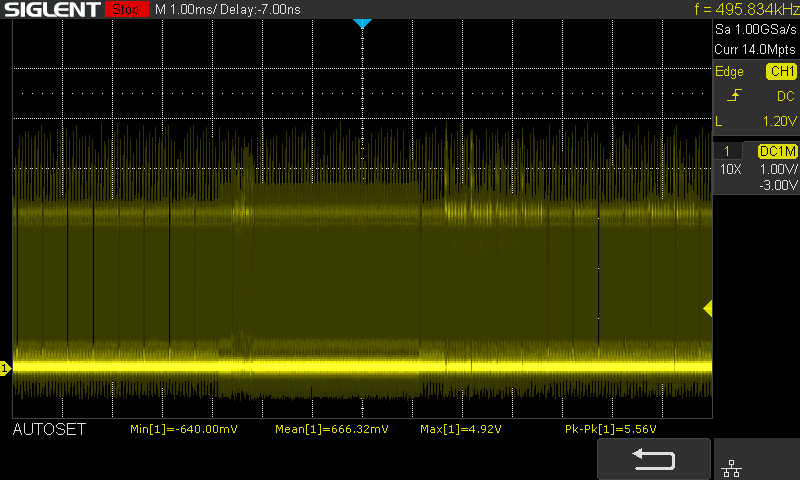 SIGLENT Stop M 1.00ms/ Delay:-7.00ns f = 495.834kHz
Sa 1.00GSa/s
Curr 14.0Mpts
Edge CH1
DC
L 1.20V
1 DC1M
10X 1.00V/
-3.00V
1
AUTOSET Min[1]=-640.00mV Mean[1]=666.32mV Max[1]=4.92V Pk-Pk[1]=5.56V